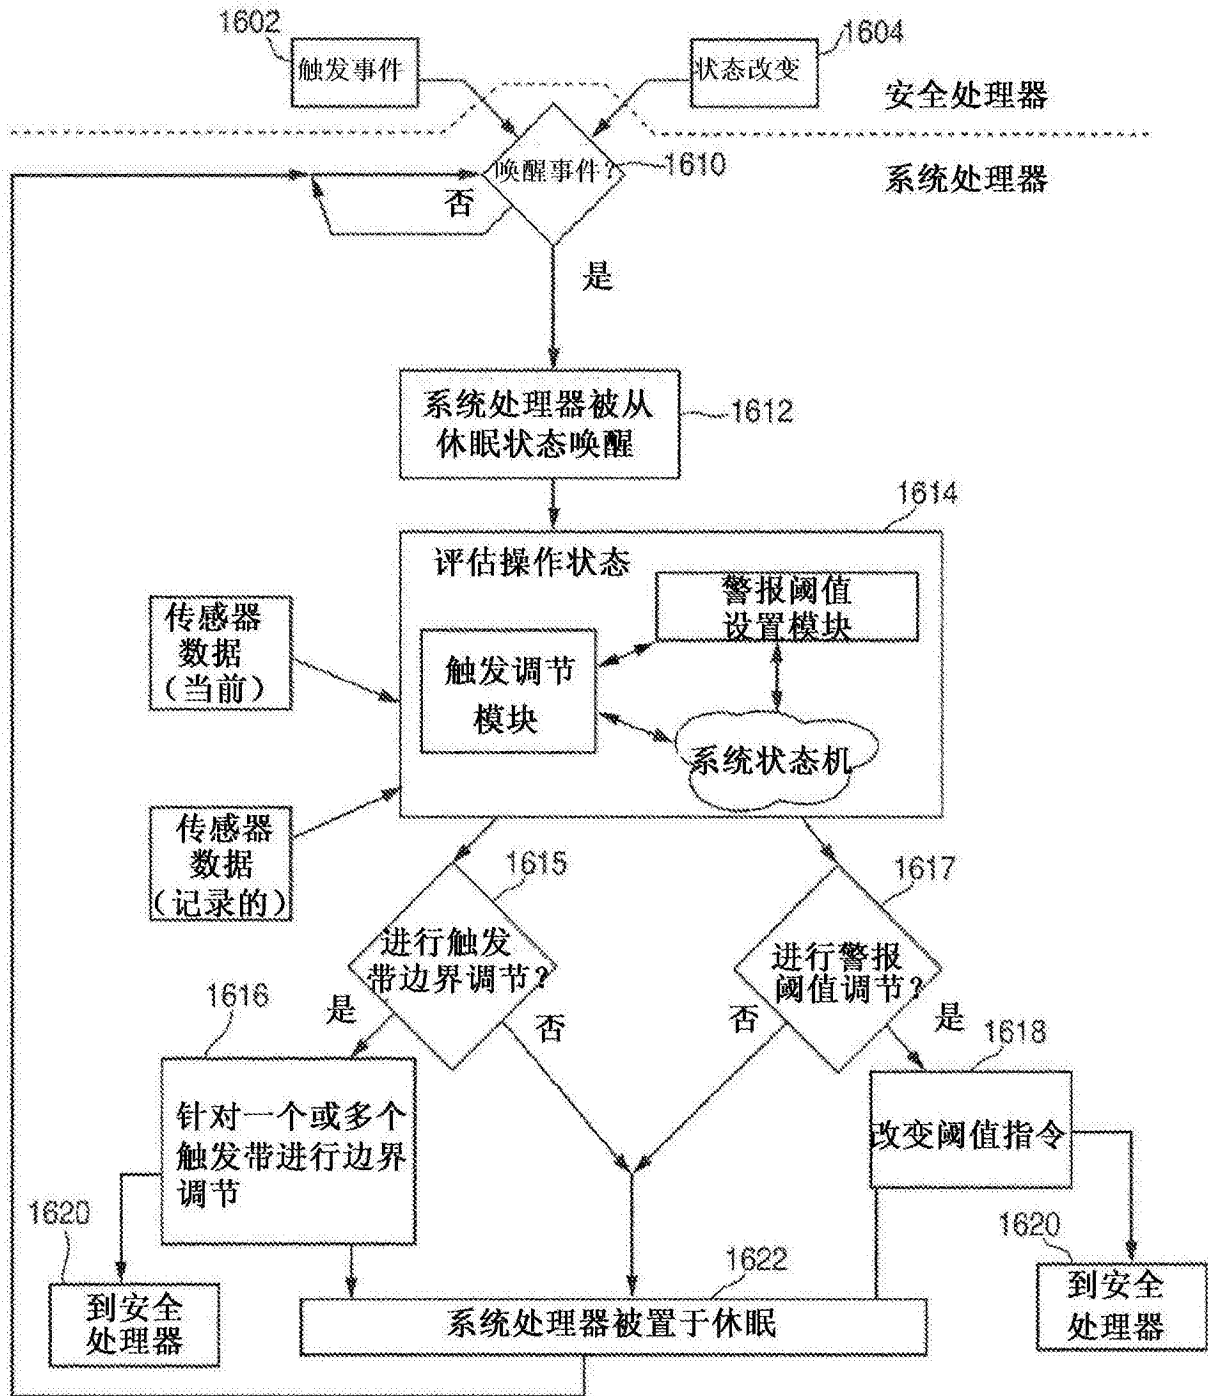 1602
触发事件
1604
状态改变
安全处理器
唤醒事件?
1610
系统处理器
否
是
系统处理器被从
休眠状态唤醒
1612
1614
评估操作状态
警报阈值
设置模块
传感器
数据
(当前)
触发调节
模块
系统状态机
传感器
数据
(记录的)
1615
进行触发
带边界调节?
1617
进行警报
阈值调节?
1616
是
否
否
是
1618
针对一个或多个
触发带进行边界
调节
改变阈值指令
1620
到安全
处理器
1622
系统处理器被置于休眠
1620
到安全
处理器